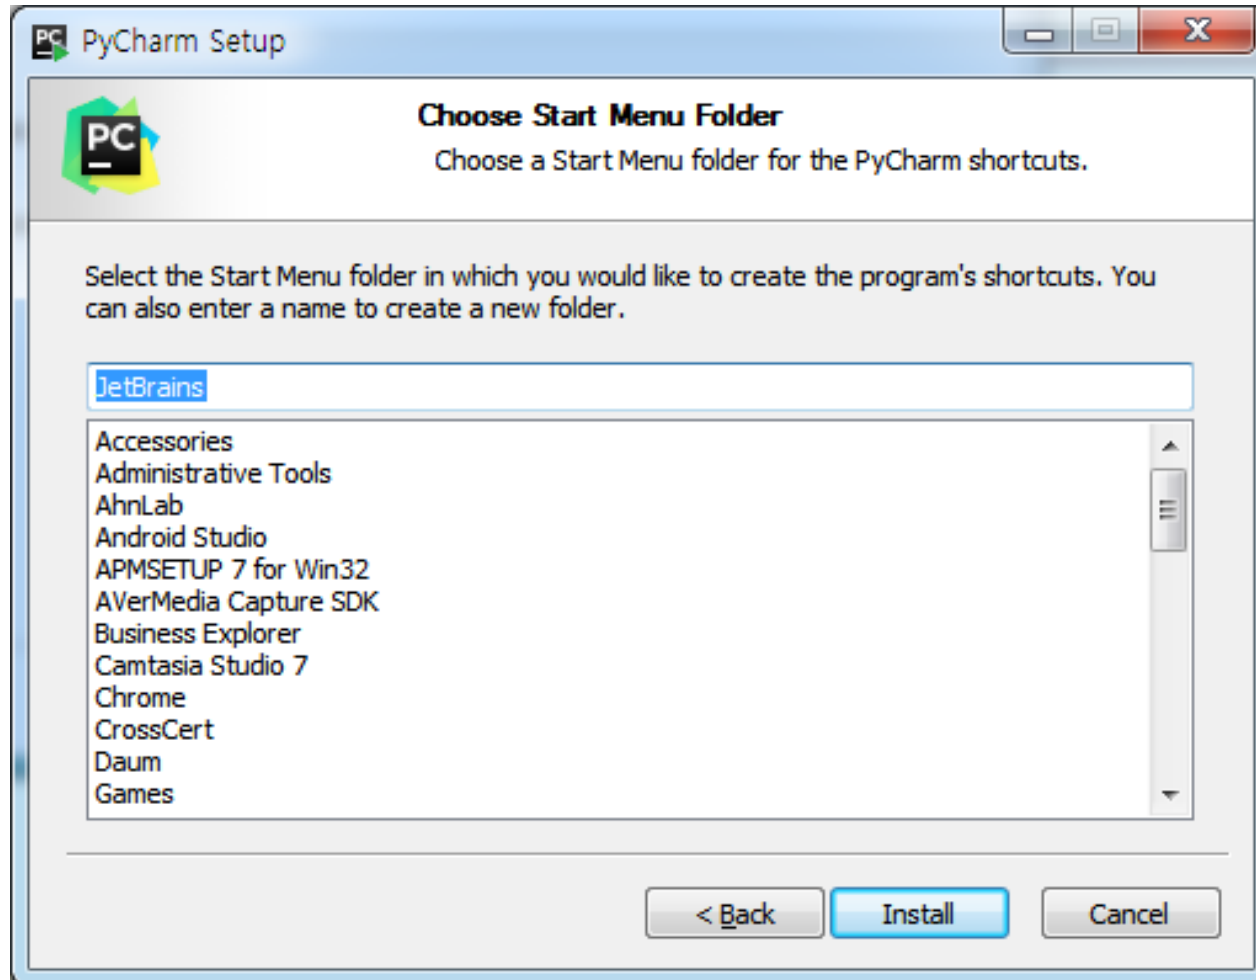 PC PyCharm Setup
PC
Choose Start Menu Folder
Choose a Start Menu folder for the PyCharm shortcuts.
Select the Start Menu folder in which you would like to create the program's shortcuts. You
can also enter a name to create a new folder.
JetBrains
Accessories
Administrative Tools
AhnLab
Android Studio
APMSETUP 7 for Win32
AVerMedia Capture SDK
Business Explorer
Camtasia Studio 7
Chrome
CrossCert
Daum
Games
< Back Install Cancel